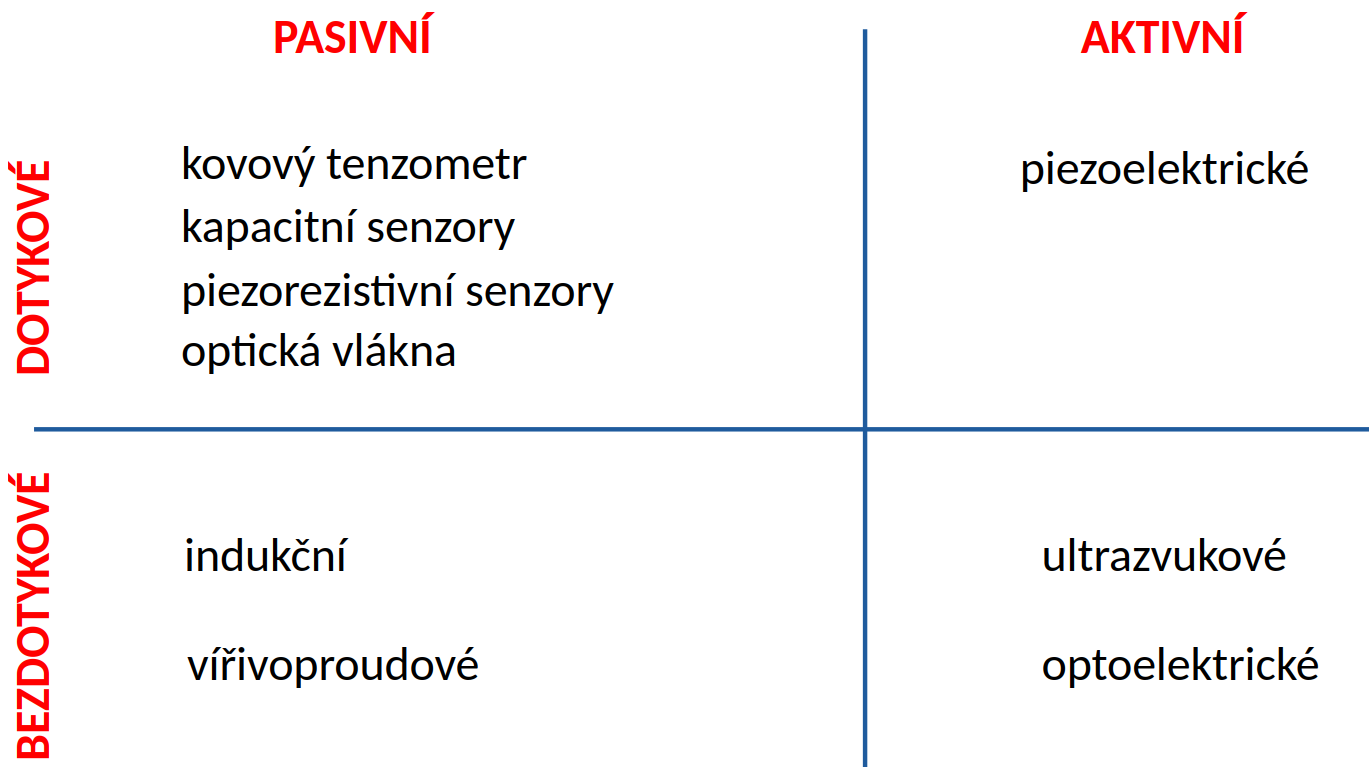 PASIVNÍ
AKTIVNÍ
DOTYKOVÉ
kovový tenzometr
kapacitní senzory
piezorezistivní senzory
optická vlákna
piezoelektrické
BEZDOTYKOVÉ
indukční
vířivoproudové
ultrazvukové
optoelektrické